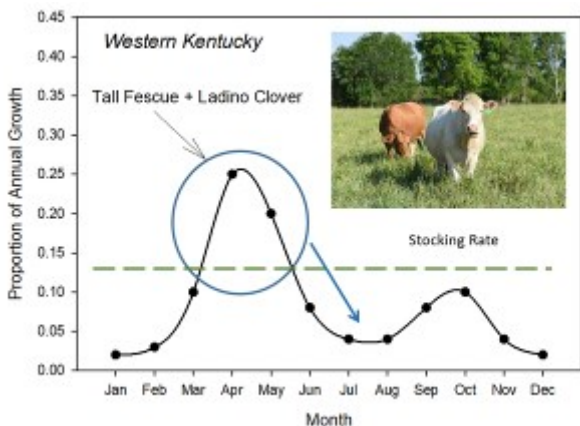 Western Kentucky
Tall Fescue + Ladino Clover
Stocking Rate
Proportion of Annual Growth
0.45
0.40
0.35
0.30
0.25
0.20
0.15
0.10
0.05
0.00
Jan Feb Mar Apr May Jun Jul Aug Sep Oct Nov Dec
Month